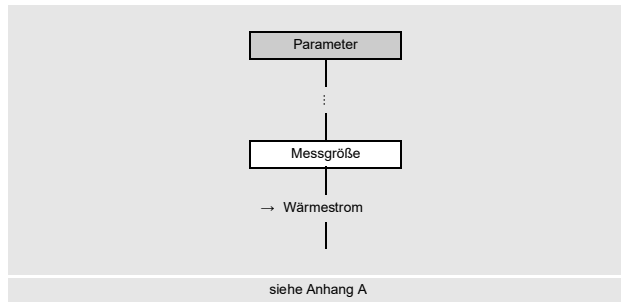 Parameter
⋮
Messgröße
→ Wärmestrom
siehe Anhang A